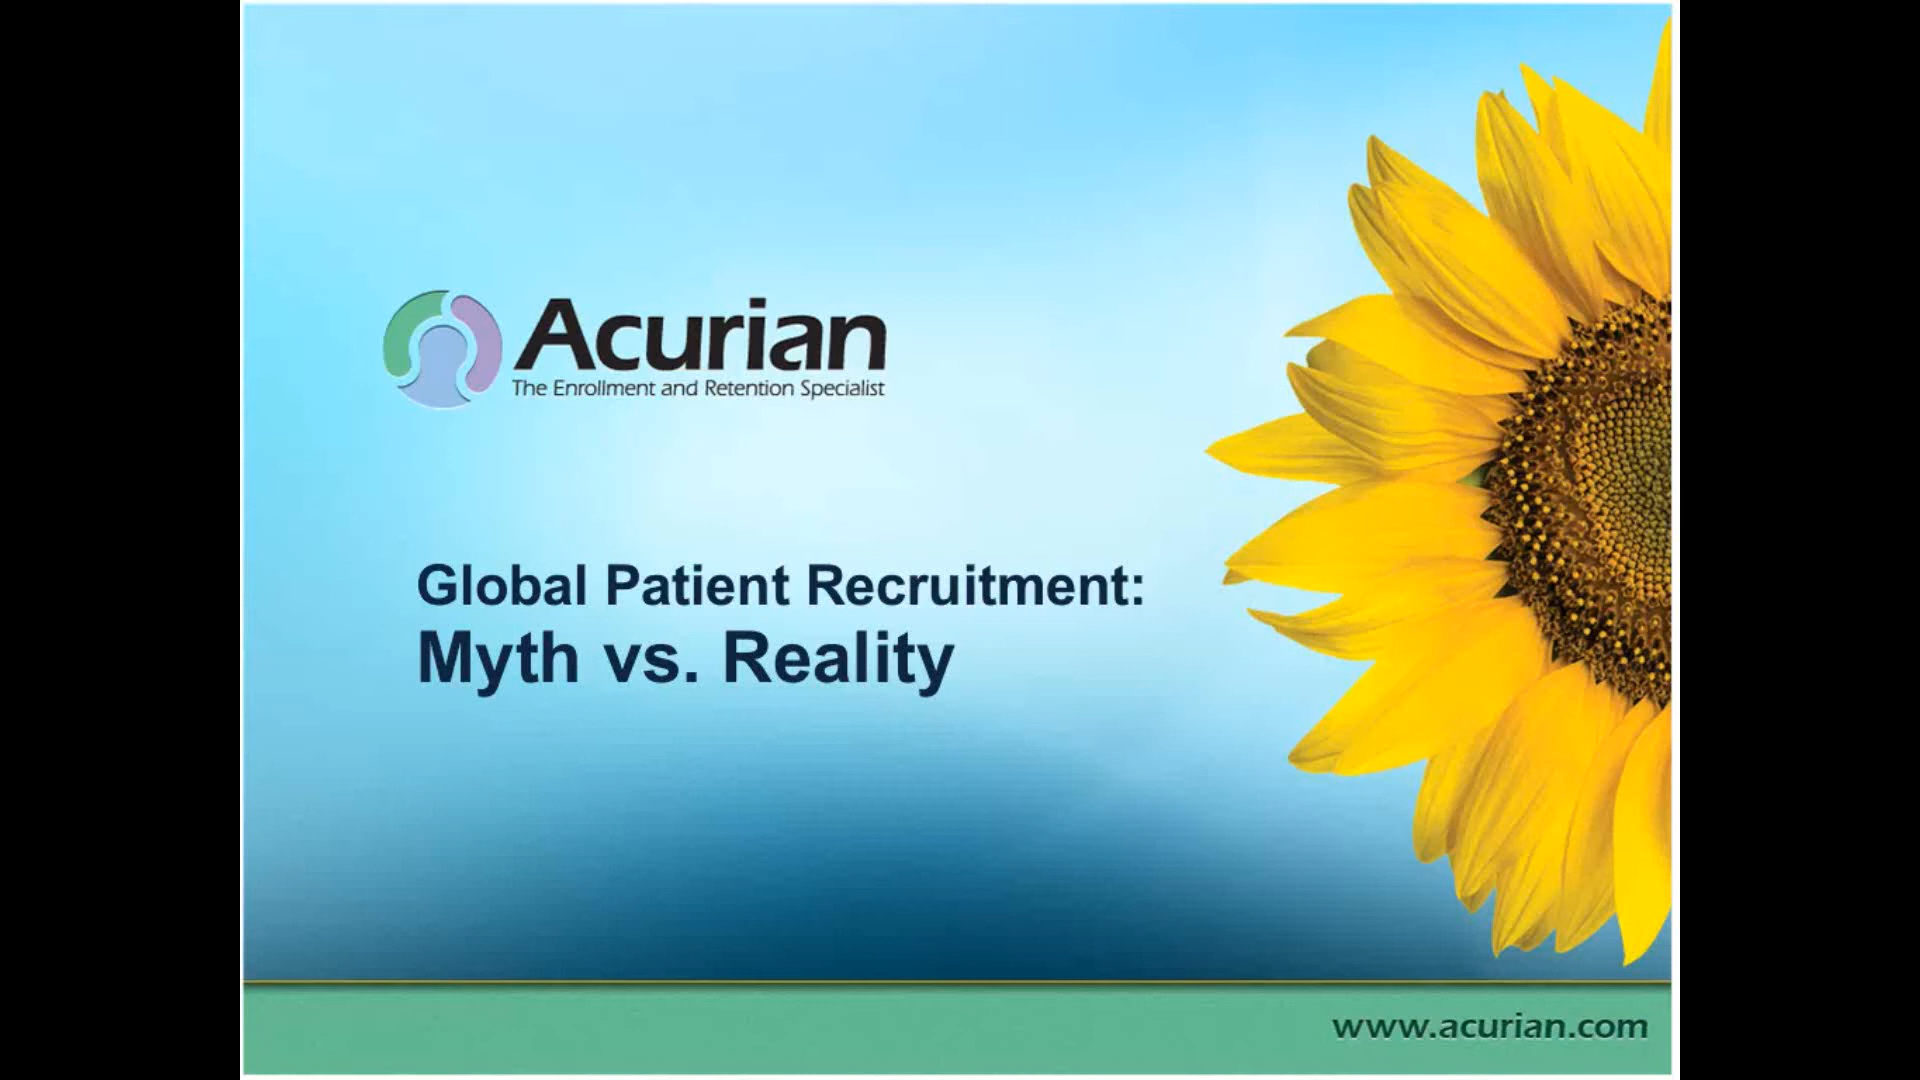 Acurian
The Enrollment and Retention Specialist
Global Patient Recruitment:
Myth vs. Reality
www.acurian.com